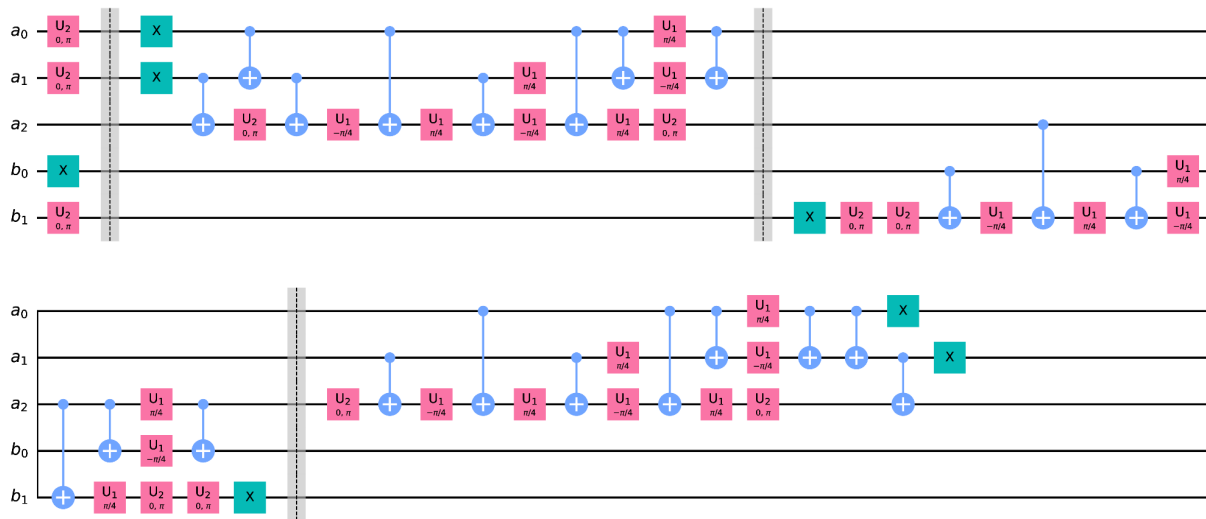 a₀ U₂ X U₁
0, π π/4
a₁ U₂ X U₁ U₁
0, π π/4 -π/4
a₂ U₂ U₁ U₁ U₁ U₁ U₂
0, π -π/4 π/4 -π/4 π/4 0, π
b₀ X U₁
π/4
b₁ U₂ X U₂ U₂ U₁ U₁ U₁
0, π 0, π 0, π -π/4 π/4 -π/4
a₀ U₁ X
π/4
a₁ U₁ U₁ X
π/4 -π/4
a₂ U₁ U₂ U₁ U₁ U₁ U₁ U₂
π/4 0, π -π/4 π/4 -π/4 π/4 0, π
b₀ U₁
-π/4
b₁ U₁ U₂ U₂ X
π/4 0, π 0, π